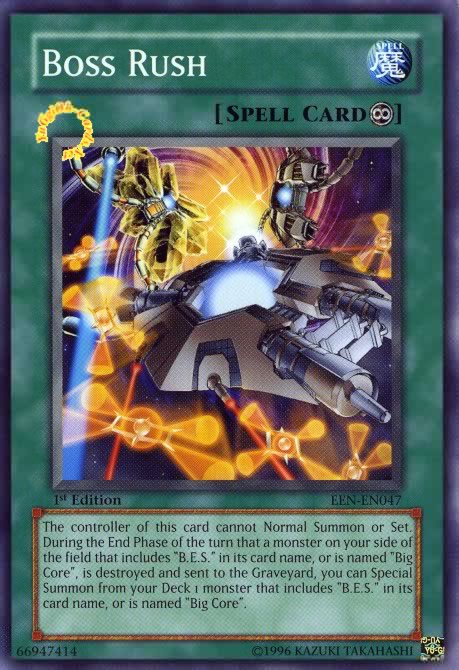 BOSS RUSH
SPELL
魔
[SPELL CARD]
1st Edition
EEN-EN047
The controller of this card cannot Normal Summon or Set.
During the End Phase of the turn that a monster on your side
of the field that includes "B.E.S." in its card name, or is named "Big
Core", is destroyed and sent to the Graveyard, you can Special
Summon from your Deck 1 monster that includes "B.E.S." in its
card name, or is named "Big Core".
66947414
©1996 KAZUKI TAKAHASHI